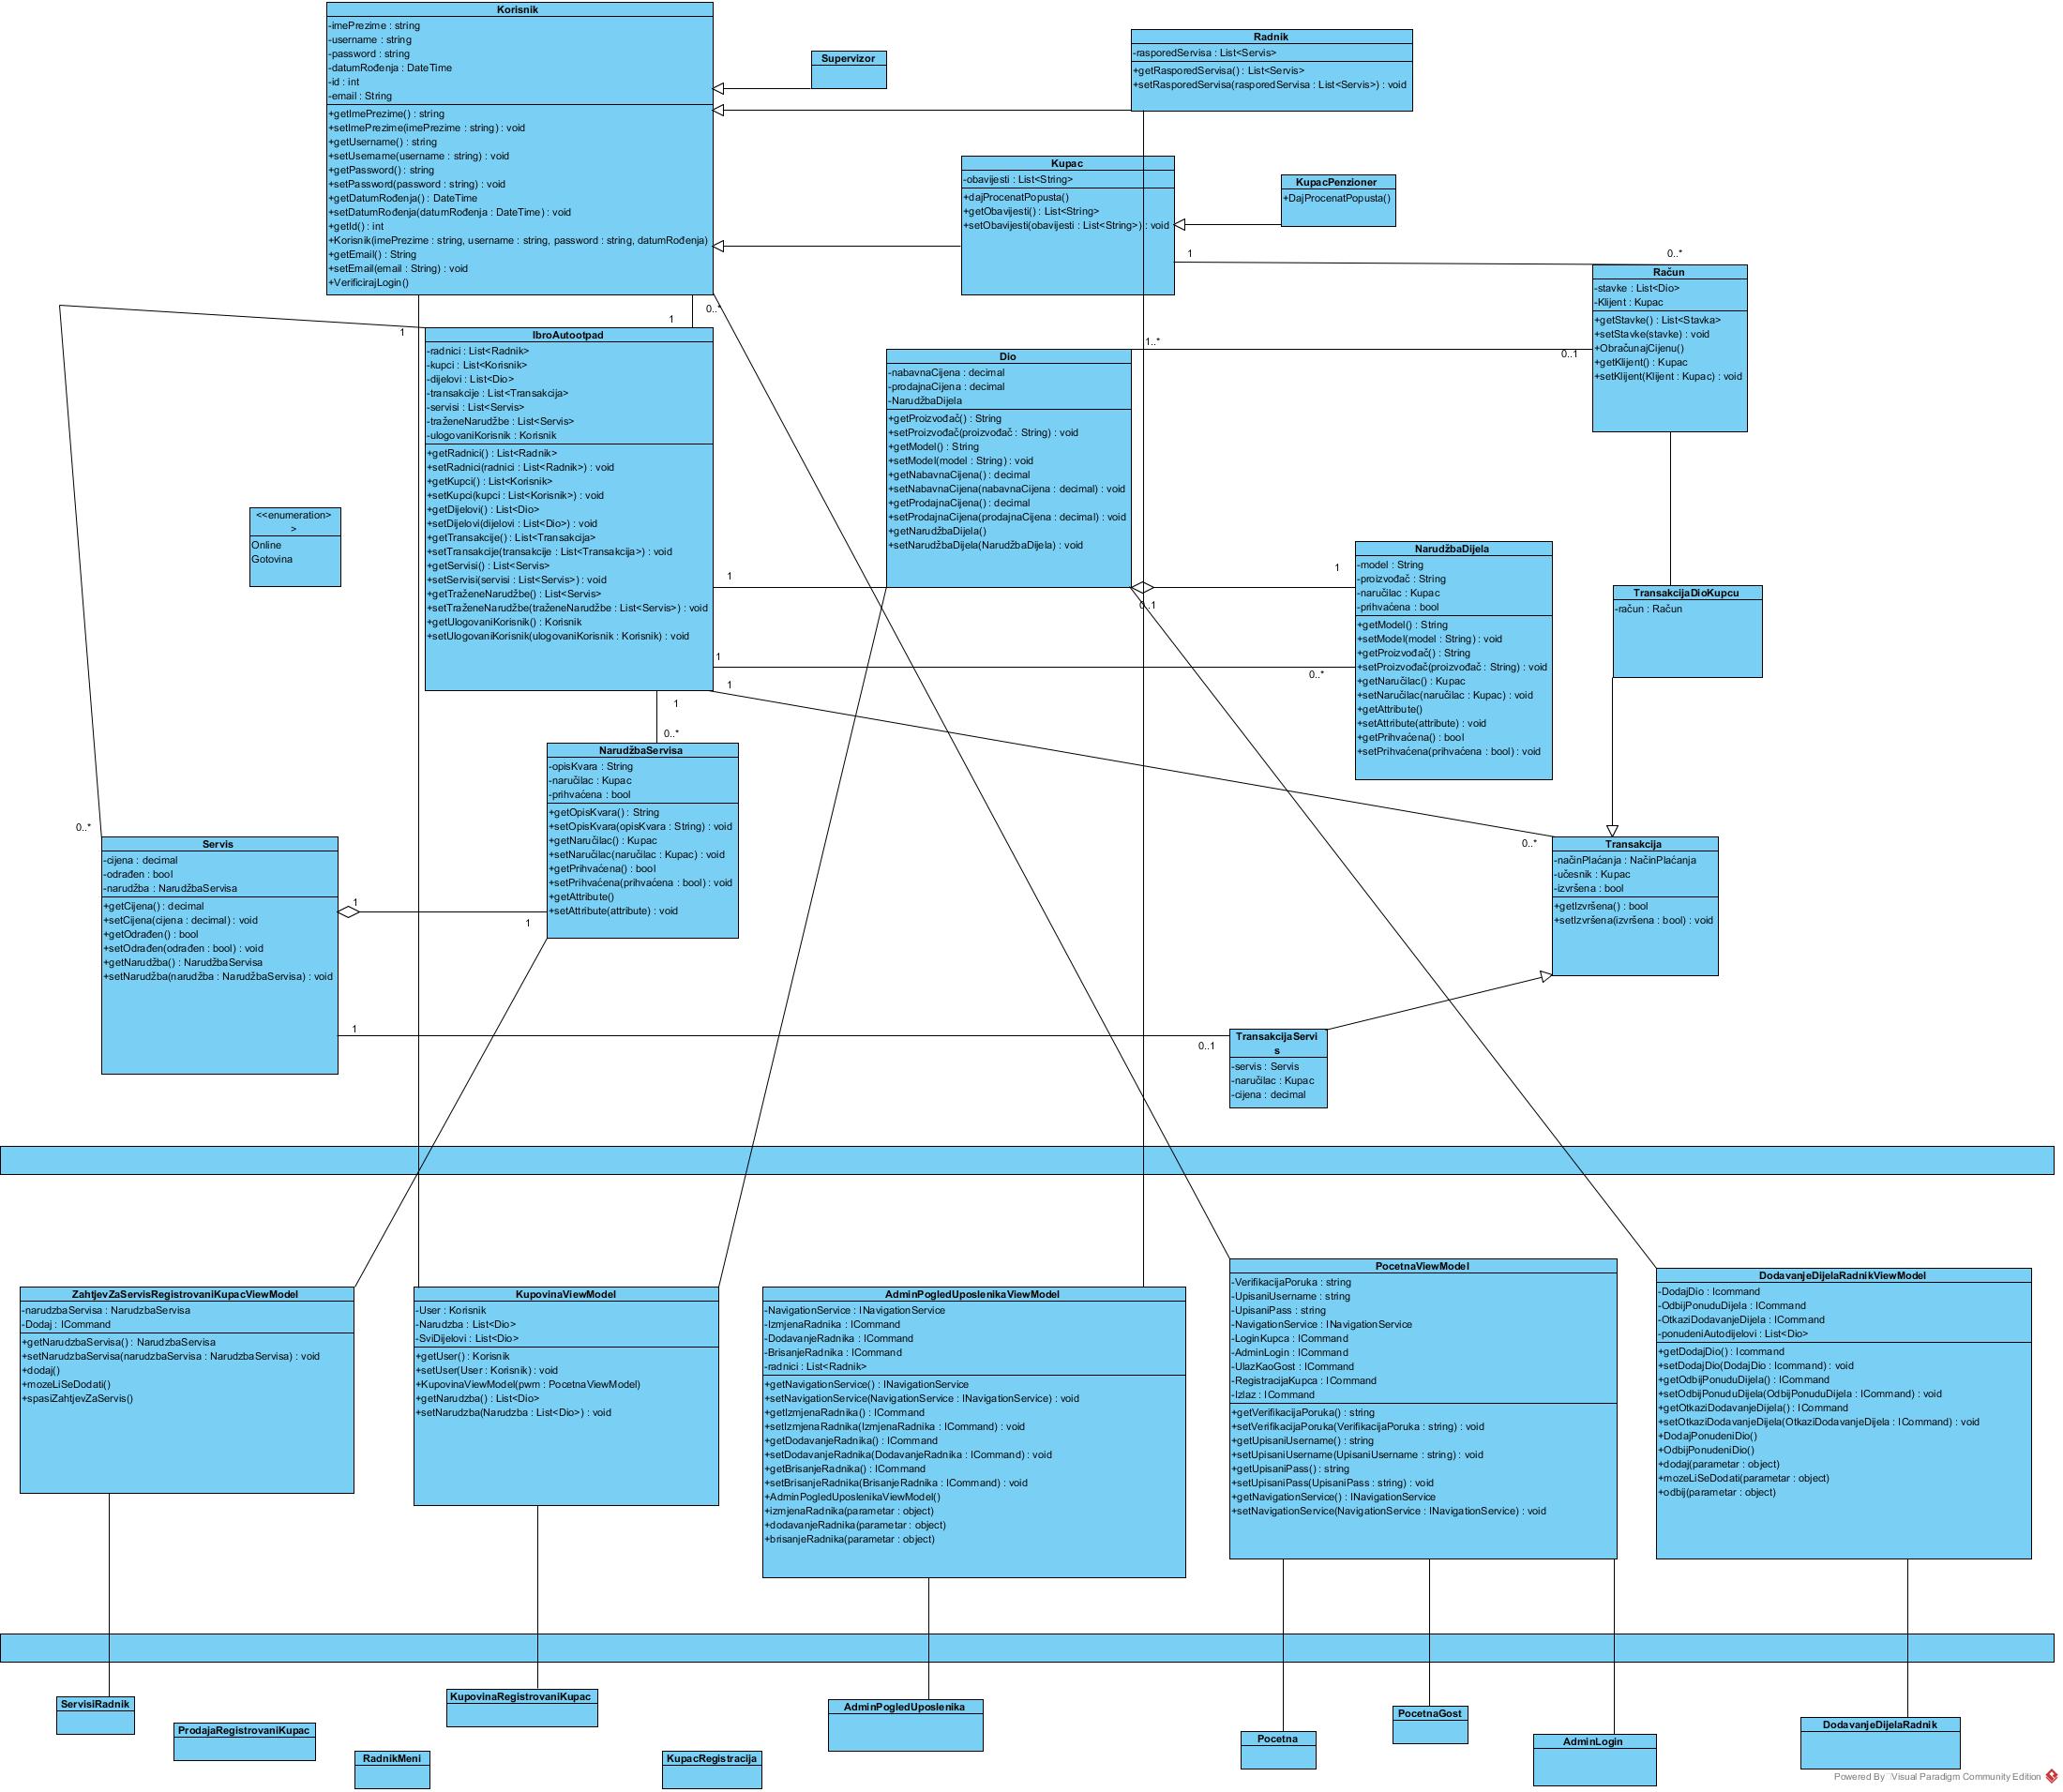 Korisnik
-imePrezime : string
-username : string
-password : string
-datumRođenja : DateTime
-id : int
-email : String
+getImePrezime() : string
+setImePrezime(imePrezime : string) : void
+getUsername() : string
+setUsername(username : string) : void
+getPassword() : string
+setPassword(password : string) : void
+getDatumRođenja() : DateTime
+setDatumRođenja(datumRođenja : DateTime) : void
+getId() : int
+Korisnik(imePrezime : string, username : string, password : string, datumRođenja)
+getEmail() : String
+setEmail(email : String) : void
+VerificirajLogin()
Supervizor
Radnik
-rasporedServisa : List<Servis>
+getRasporedServisa() : List<Servis>
+setRasporedServisa(rasporedServisa : List<Servis>) : void
Kupac
-obavijesti : List<String>
+dajProcenatPopusta()
+getObavijesti() : List<String>
+setObavijesti(obavijesti : List<String>) : void
KupacPenzioner
+DajProcenatPopusta()
1
0..*
Račun
-stavke : List<Dio>
-Klijent : Kupac
+getStavke() : List<Stavka>
+setStavke(stavke) : void
+ObračunajCijenu()
+getKlijent() : Kupac
+setKlijent(Klijent : Kupac) : void
0..*
1
1
IbroAutootpad
-radnici : List<Radnik>
-kupci : List<Korisnik>
-dijelovi : List<Dio>
-transakcije : List<Transakcija>
-servisi : List<Servis>
-traženeNarudžbe : List<Servis>
-ulogovaniKorisnik : Korisnik
+getRadnici() : List<Radnik>
+setRadnici(radnici : List<Radnik>) : void
+getKupci() : List<Korisnik>
+setKupci(kupci : List<Korisnik>) : void
+getDijelovi() : List<Dio>
+setDijelovi(dijelovi : List<Dio>) : void
+getTransakcije() : List<Transakcija>
+setTransakcije(transakcije : List<Transakcija>) : void
+getServisi() : List<Servis>
+setServisi(servisi : List<Servis>) : void
+getTraženeNarudžbe() : List<Servis>
+setTraženeNarudžbe(traženeNarudžbe : List<Servis>) : void
+getUlogovaniKorisnik() : Korisnik
+setUlogovaniKorisnik(ulogovaniKorisnik : Korisnik) : void
1..*
0..1
Dio
-nabavnaCijena : decimal
-prodajnaCijena : decimal
-NarudžbaDijela
+getProizvođač() : String
+setProizvođač(proizvođač : String) : void
+getModel() : String
+setModel(model : String) : void
+getNabavnaCijena() : decimal
+setNabavnaCijena(nabavnaCijena : decimal) : void
+getProdajnaCijena() : decimal
+setProdajnaCijena(prodajnaCijena : decimal) : void
+getNarudžbaDijela()
+setNarudžbaDijela(NarudžbaDijela) : void
<<enumeration>
>
Online
Gotovina
1
1
0..1
NarudžbaDijela
-model : String
-proizvođač : String
-naručilac : Kupac
-prihvaćena : bool
+getModel() : String
+setModel(model : String) : void
+getProizvođač() : String
+setProizvođač(proizvođač : String) : void
+getNaručilac() : Kupac
+setNaručilac(naručilac : Kupac) : void
+getAttribute()
+setAttribute(attribute) : void
+getPrihvaćena() : bool
+setPrihvaćena(prihvaćena : bool) : void
TransakcijaDioKupcu
-račun : Račun
1
0..*
1
1
0..*
NarudžbaServisa
-opisKvara : String
-naručilac : Kupac
-prihvaćena : bool
+getOpisKvara() : String
+setOpisKvara(opisKvara : String) : void
+getNaručilac() : Kupac
+setNaručilac(naručilac : Kupac) : void
+getPrihvaćena() : bool
+setPrihvaćena(prihvaćena : bool) : void
+getAttribute()
+setAttribute(attribute) : void
0..*
Servis
-cijena : decimal
-odrađen : bool
-narudžba : NarudžbaServisa
+getCijena() : decimal
+setCijena(cijena : decimal) : void
+getOdrađen() : bool
+setOdrađen(odrađen : bool) : void
+getNarudžba() : NarudžbaServisa
+setNarudžba(narudžba : NarudžbaServisa) : void
1
1
0..*
Transakcija
-načinPlaćanja : NačinPlaćanja
-učesnik : Kupac
-izvršena : bool
+getIzvršena() : bool
+setIzvršena(izvršena : bool) : void
1
0..1
TransakcijaServi
s
-servis : Servis
-naručilac : Kupac
-cijena : decimal
ZahtjevZaServisRegistrovaniKupacViewModel
-narudzbaServisa : NarudzbaServisa
-Dodaj : ICommand
+getNarudzbaServisa() : NarudzbaServisa
+setNarudzbaServisa(narudzbaServisa : NarudzbaServisa) : void
+dodaj()
+mozeLiSeDodati()
+spasiZahtjevZaServis()
KupovinaViewModel
-User : Korisnik
-Narudzba : List<Dio>
-SviDijelovi : List<Dio>
+getUser() : Korisnik
+setUser(User : Korisnik) : void
+KupovinaViewModel(pwm : PocetnaViewModel)
+getNarudzba() : List<Dio>
+setNarudzba(Narudzba : List<Dio>) : void
AdminPogledUposlenikaViewModel
-NavigationService : INavigationService
-IzmjenaRadnika : ICommand
-DodavanjeRadnika : ICommand
-BrisanjeRadnika : ICommand
-radnici : List<Radnik>
+getNavigationService() : INavigationService
+setNavigationService(NavigationService : INavigationService) : void
+getIzmjenaRadnika() : ICommand
+setIzmjenaRadnika(IzmjenaRadnika : ICommand) : void
+getDodavanjeRadnika() : ICommand
+setDodavanjeRadnika(DodavanjeRadnika : ICommand) : void
+getBrisanjeRadnika() : ICommand
+setBrisanjeRadnika(BrisanjeRadnika : ICommand) : void
+AdminPogledUposlenikaViewModel()
+izmjenaRadnika(parametar : object)
+dodavanjeRadnika(parametar : object)
+brisanjeRadnika(parametar : object)
PocetnaViewModel
-VerifikacijaPoruka : string
-UpisaniUsername : string
-UpisaniPass : string
-NavigationService : INavigationService
-LoginKupca : ICommand
-AdminLogin : ICommand
-UlazKaoGost : ICommand
-RegistracijaKupca : ICommand
-Izlaz : ICommand
+getVerifikacijaPoruka() : string
+setVerifikacijaPoruka(VerifikacijaPoruka : string) : void
+getUpisaniUsername() : string
+setUpisaniUsername(UpisaniUsername : string) : void
+getUpisaniPass() : string
+setUpisaniPass(UpisaniPass : string) : void
+getNavigationService() : INavigationService
+setNavigationService(NavigationService : INavigationService) : void
DodavanjeDijelaRadnikViewModel
-DodajDio : Icommand
-OdbijPonuduDijela : ICommand
-OtkaziDodavanjeDijela : ICommand
-ponudeniAutodijelovi : List<Dio>
+getDodajDio() : Icommand
+setDodajDio(DodajDio : Icommand) : void
+getOdbijPonuduDijela() : ICommand
+setOdbijPonuduDijela(OdbijPonuduDijela : ICommand) : void
+getOtkaziDodavanjeDijela() : ICommand
+setOtkaziDodavanjeDijela(OtkaziDodavanjeDijela : ICommand) : void
+DodajPonudeniDio()
+OdbijPonudeniDio()
+dodaj(parametar : object)
+mozeLiSeDodati(parametar : object)
+odbij(parametar : object)
ServisiRadnik
ProdajaRegistrovaniKupac
RadnikMeni
KupovinaRegistrovaniKupac
KupacRegistracija
AdminPogledUposlenika
Pocetna
PocetnaGost
AdminLogin
DodavanjeDijelaRadnik
Powered By Visual Paradigm Community Edition